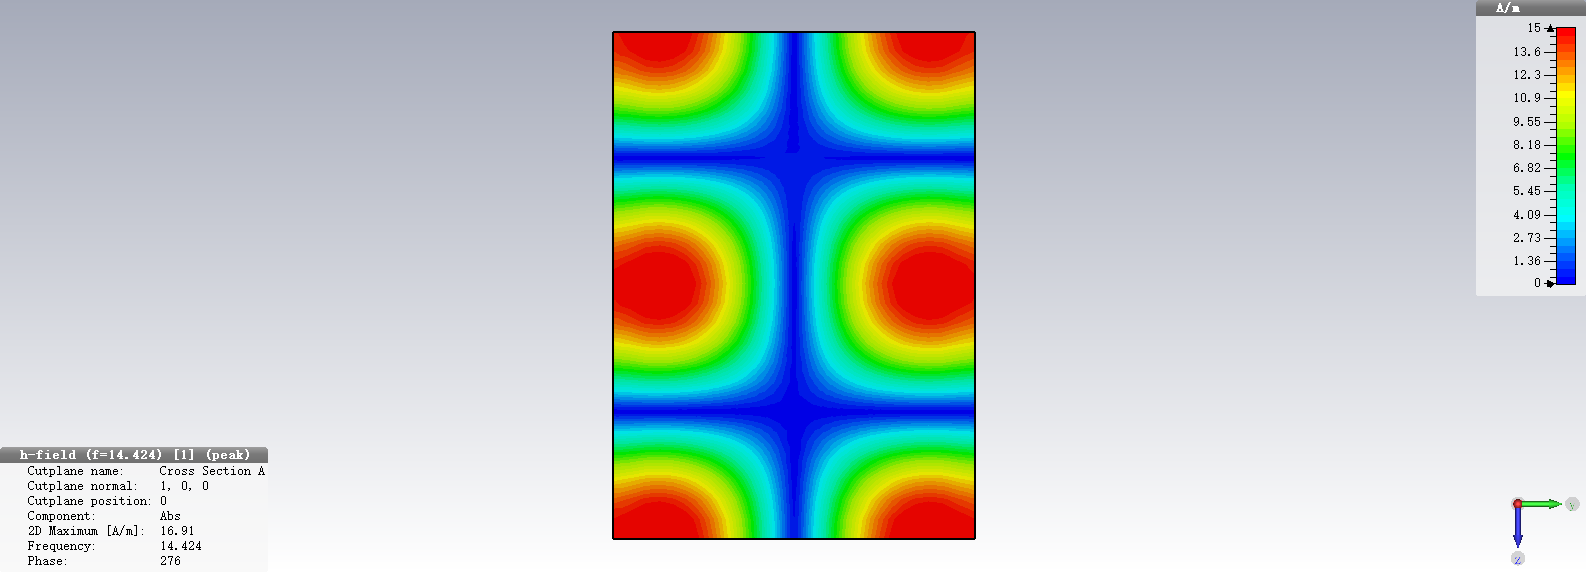 A/m
15
13.6
12.3
10.9
9.55
8.18
6.82
5.45
4.09
2.73
1.36
0
h-field (f=14.424) [1] (peak)
Cutplane name: Cross Section A
Cutplane normal: 1, 0, 0
Cutplane position: 0
Component: Abs
2D Maximum [A/m]: 16.91
Frequency: 14.424
Phase: 276
y
z